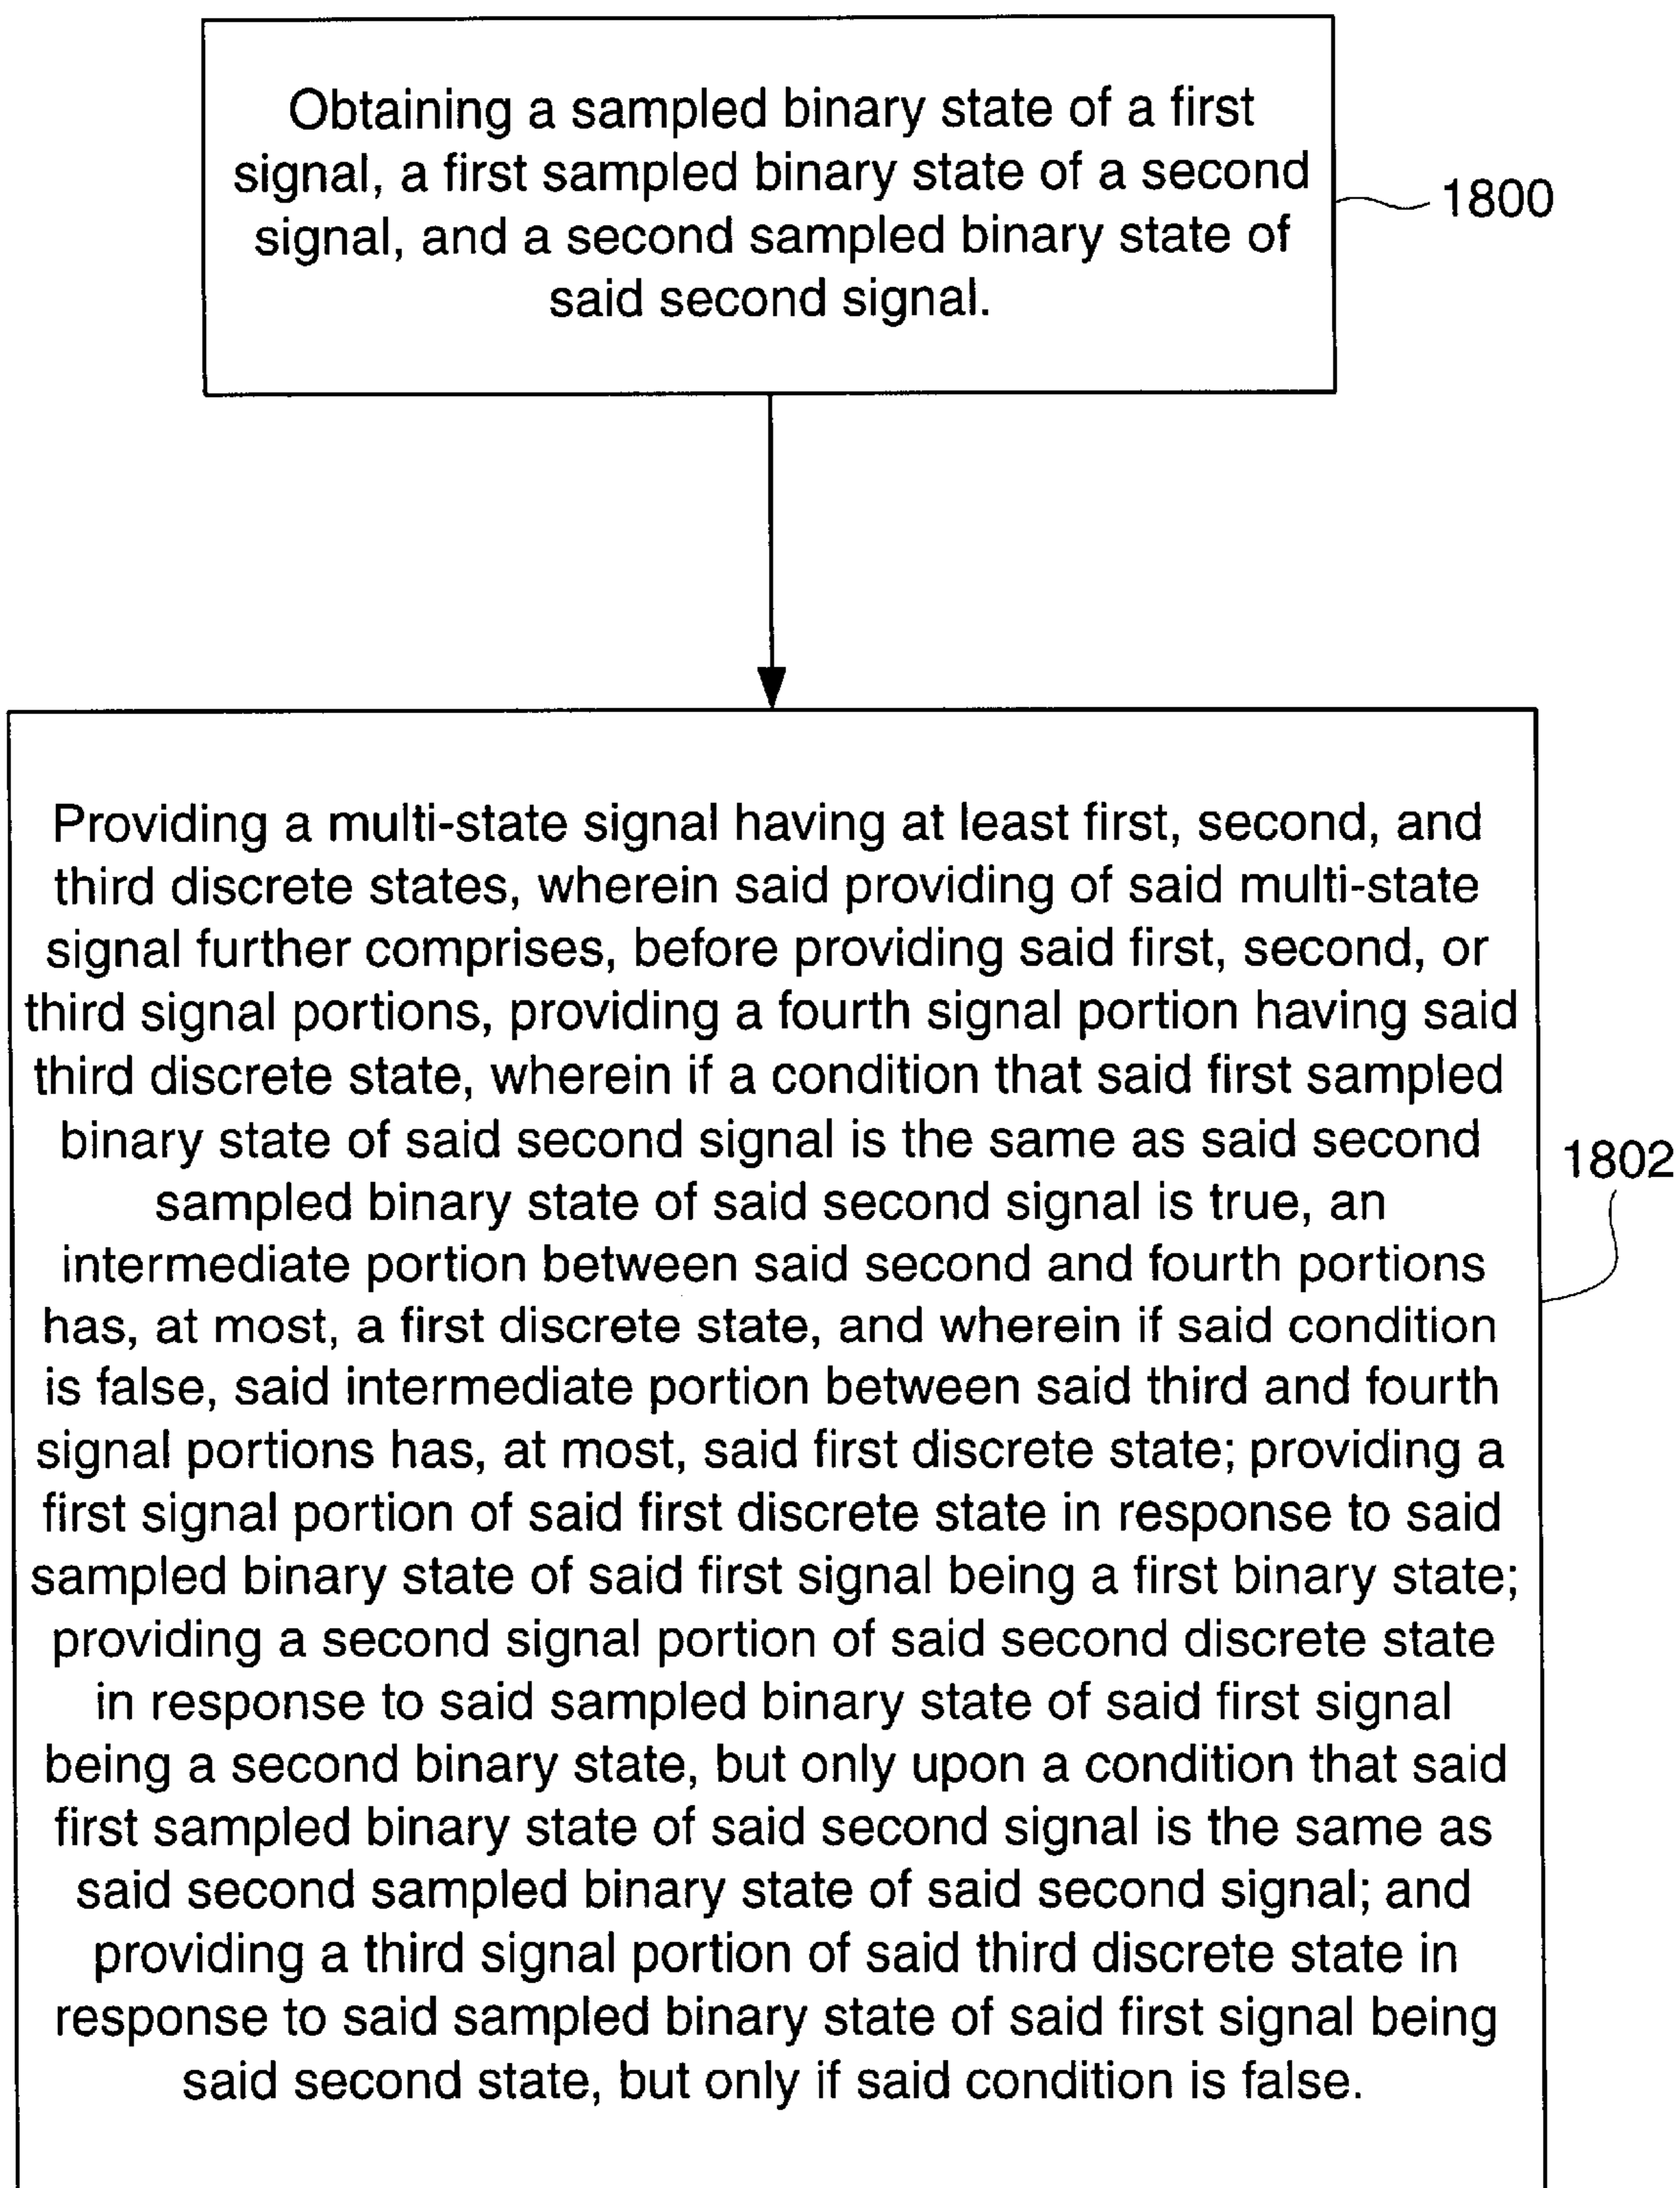 Obtaining a sampled binary state of a first
signal, a first sampled binary state of a second
signal, and a second sampled binary state of
said second signal.
1800
Providing a multi-state signal having at least first, second, and
third discrete states, wherein said providing of said multi-state
signal further comprises, before providing said first, second, or
third signal portions, providing a fourth signal portion having said
third discrete state, wherein if a condition that said first sampled
binary state of said second signal is the same as said second
sampled binary state of said second signal is true, an
intermediate portion between said second and fourth portions
has, at most, a first discrete state, and wherein if said condition
is false, said intermediate portion between said third and fourth
signal portions has, at most, said first discrete state; providing a
first signal portion of said first discrete state in response to said
sampled binary state of said first signal being a first binary state;
providing a second signal portion of said second discrete state
in response to said sampled binary state of said first signal
being a second binary state, but only upon a condition that said
first sampled binary state of said second signal is the same as
said second sampled binary state of said second signal; and
providing a third signal portion of said third discrete state in
response to said sampled binary state of said first signal being
said second state, but only if said condition is false.
1802